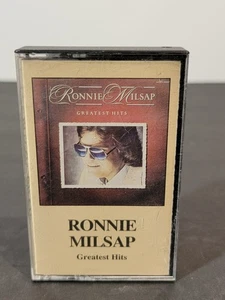 RONNIE MILSAP
GREATEST HITS
RONNIE
MILSAP
Greatest Hits